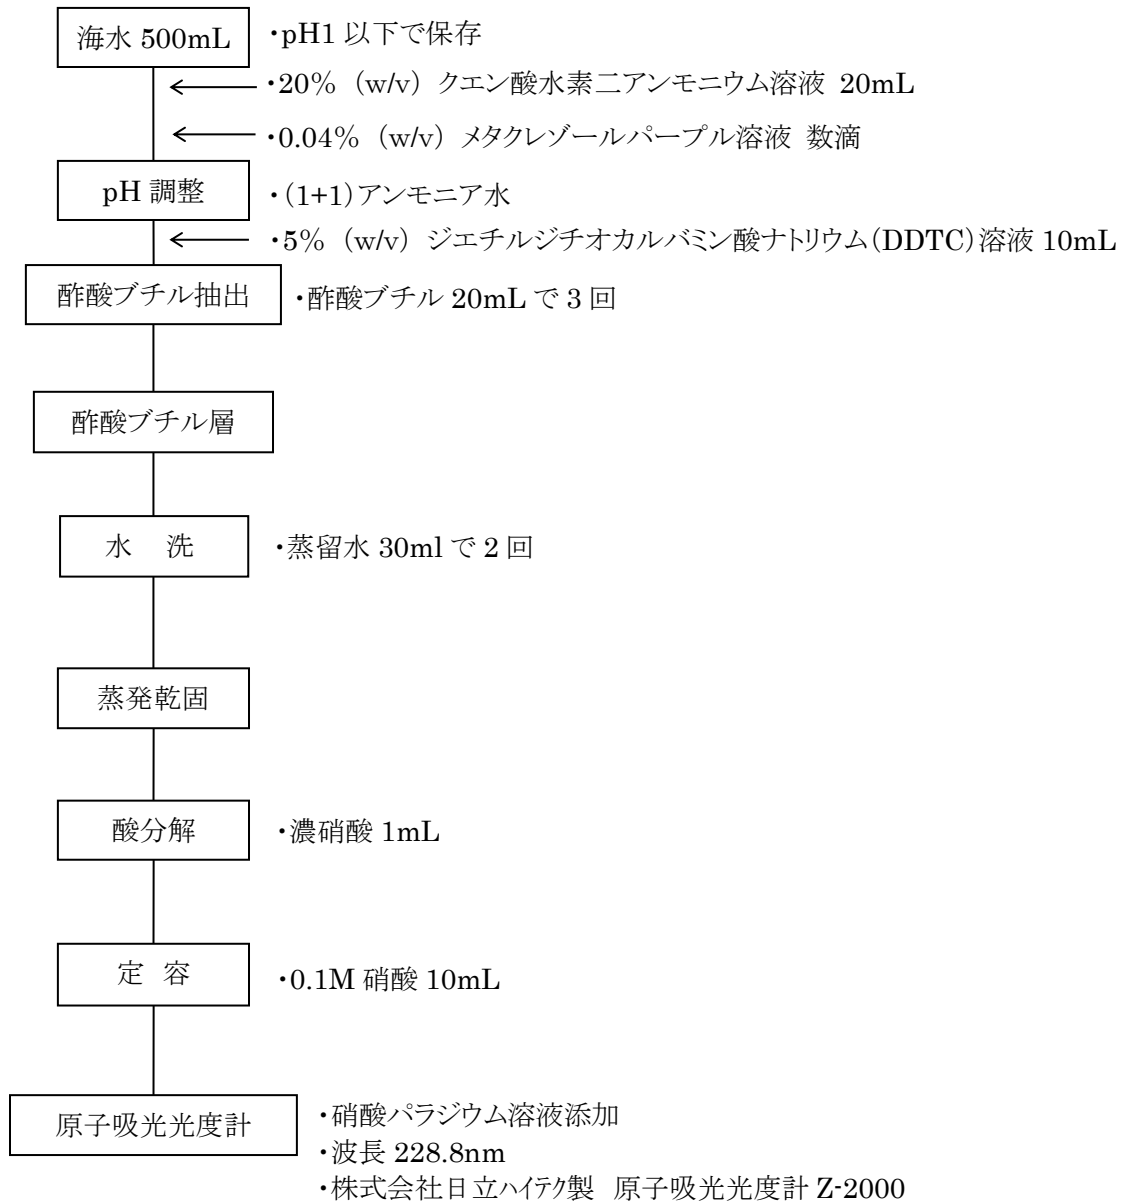 海水 500mL ・pH1 以下で保存
・20% (w/v) クエン酸水素二アンモニウム溶液 20mL
・0.04% (w/v) メタクレゾールパープル溶液 数滴
pH 調整 ・(1+1)アンモニア水
・5% (w/v) ジエチルジチオカルバミン酸ナトリウム(DDTC)溶液 10mL
酢酸ブチル抽出 ・酢酸ブチル 20mL で 3 回
酢酸ブチル層
水 洗 ・蒸留水 30ml で 2 回
蒸発乾固
酸分解 ・濃硝酸 1mL
定 容 ・0.1M 硝酸 10mL
原子吸光光度計 ・硝酸パラジウム溶液添加
・波長 228.8nm
・株式会社日立ハイテク製 原子吸光光度計 Z-2000